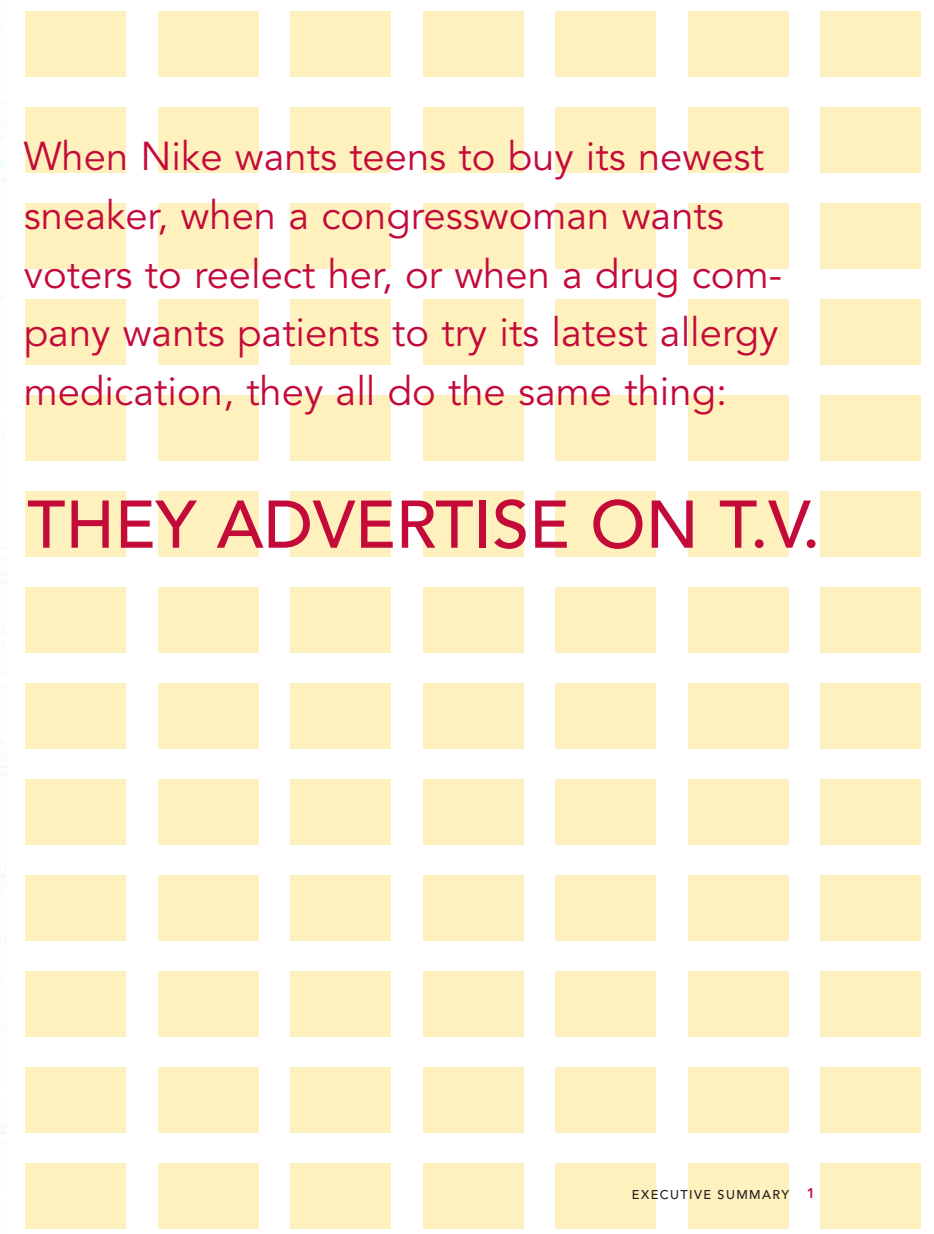 When Nike wants teens to buy its newest
sneaker, when a congresswoman wants
voters to reelect her, or when a drug com-
pany wants patients to try its latest allergy
medication, they all do the same thing:
THEY ADVERTISE ON T.V.
EXECUTIVE SUMMARY 1